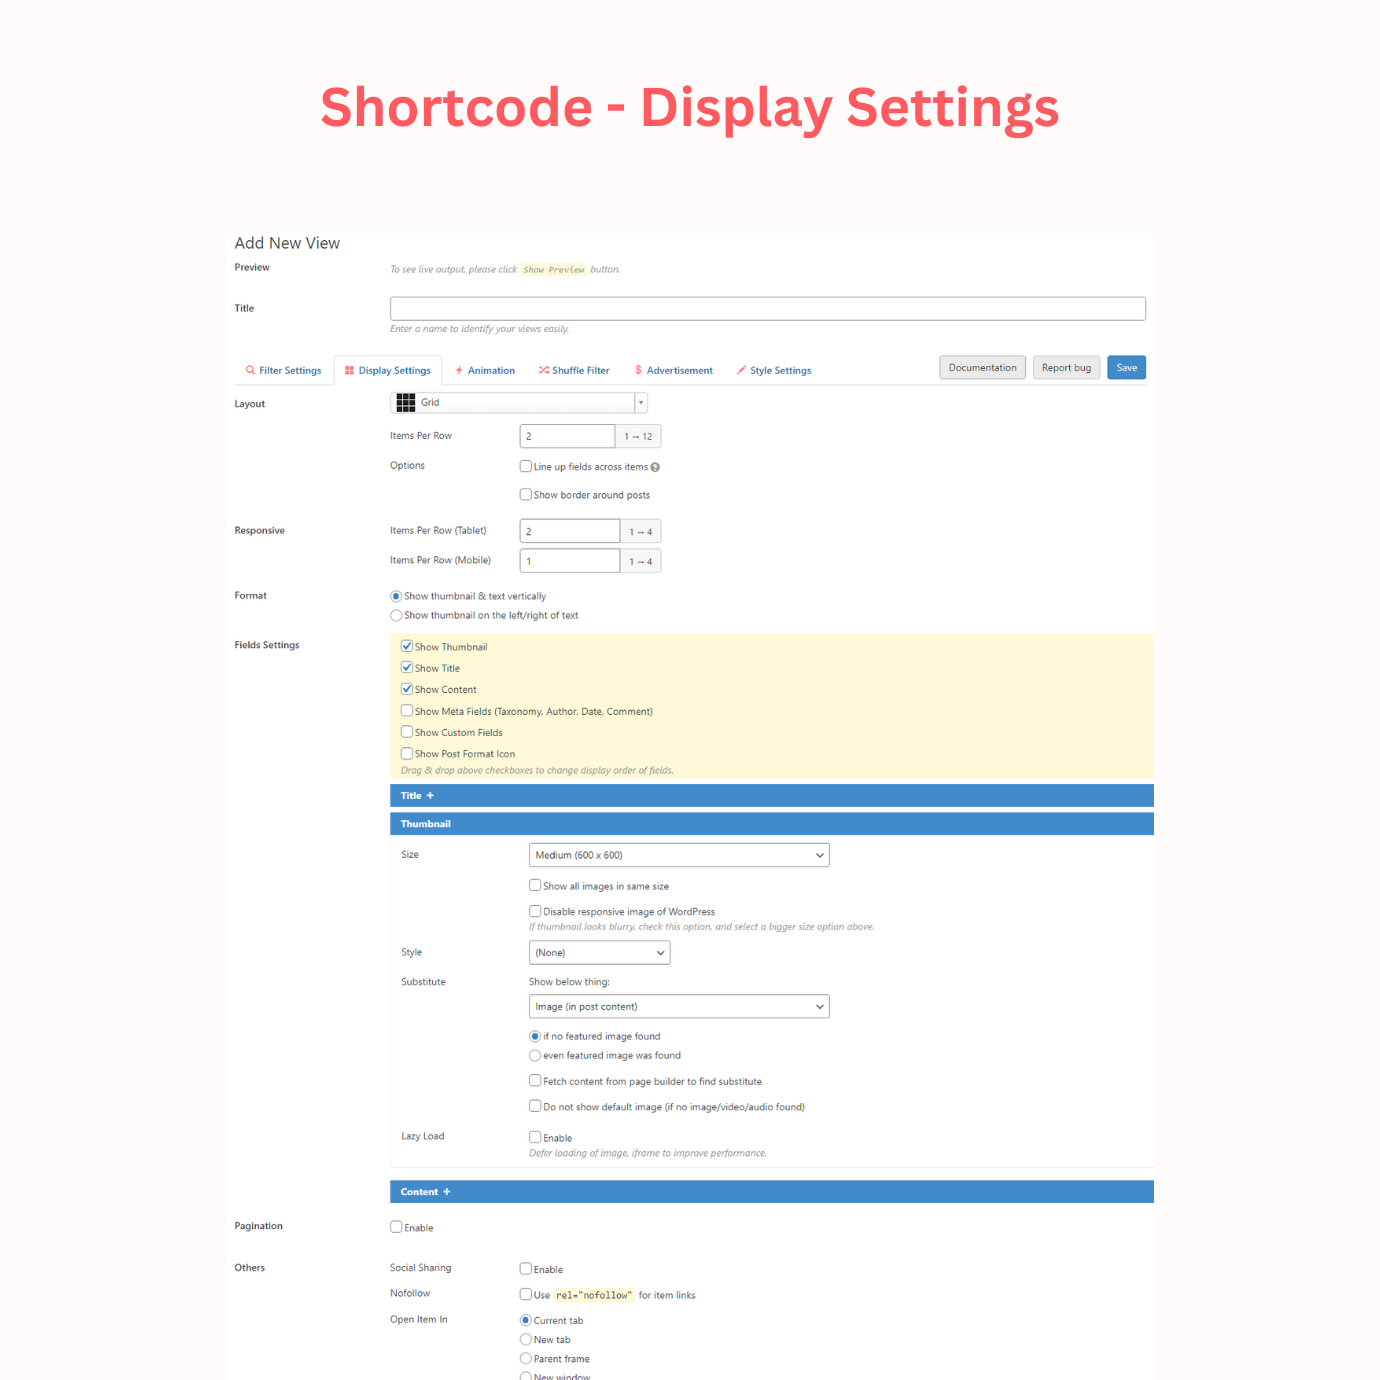 Shortcode - Display Settings
Add New View
Preview
To see live output, please click Show Preview button.
Title
Enter a name to identify your views easily.
Filter Settings Display Settings Animation Shuffle Filter $ Advertisement Style Settings Documentation Report bug Save
Layout Grid
Items Per Row 2 1 → 12
Options Line up fields across items ?
Show border around posts
Responsive Items Per Row (Tablet) 2 1 → 4
Items Per Row (Mobile) 1 1 → 4
Format Show thumbnail & text vertically
Show thumbnail on the left/right of text
Fields Settings Show Thumbnail
Show Title
Show Content
Show Meta Fields (Taxonomy, Author, Date, Comment)
Show Custom Fields
Show Post Format Icon
Drag & drop above checkboxes to change display order of fields.
Title +
Thumbnail
Size Medium (600 x 600)
Show all images in same size
Disable responsive image of WordPress
If thumbnail looks blurry, check this option, and select a bigger size option above.
Style (None)
Substitute Show below thing:
Image (in post content)
if no featured image found
even featured image was found
Fetch content from page builder to find substitute
Do not show default image (if no image/video/audio found)
Lazy Load Enable
Defer loading of image, iframe to improve performance.
Content +
Pagination Enable
Others Social Sharing Enable
Nofollow Use rel="nofollow" for item links
Open Item In Current tab
New tab
Parent frame
New window